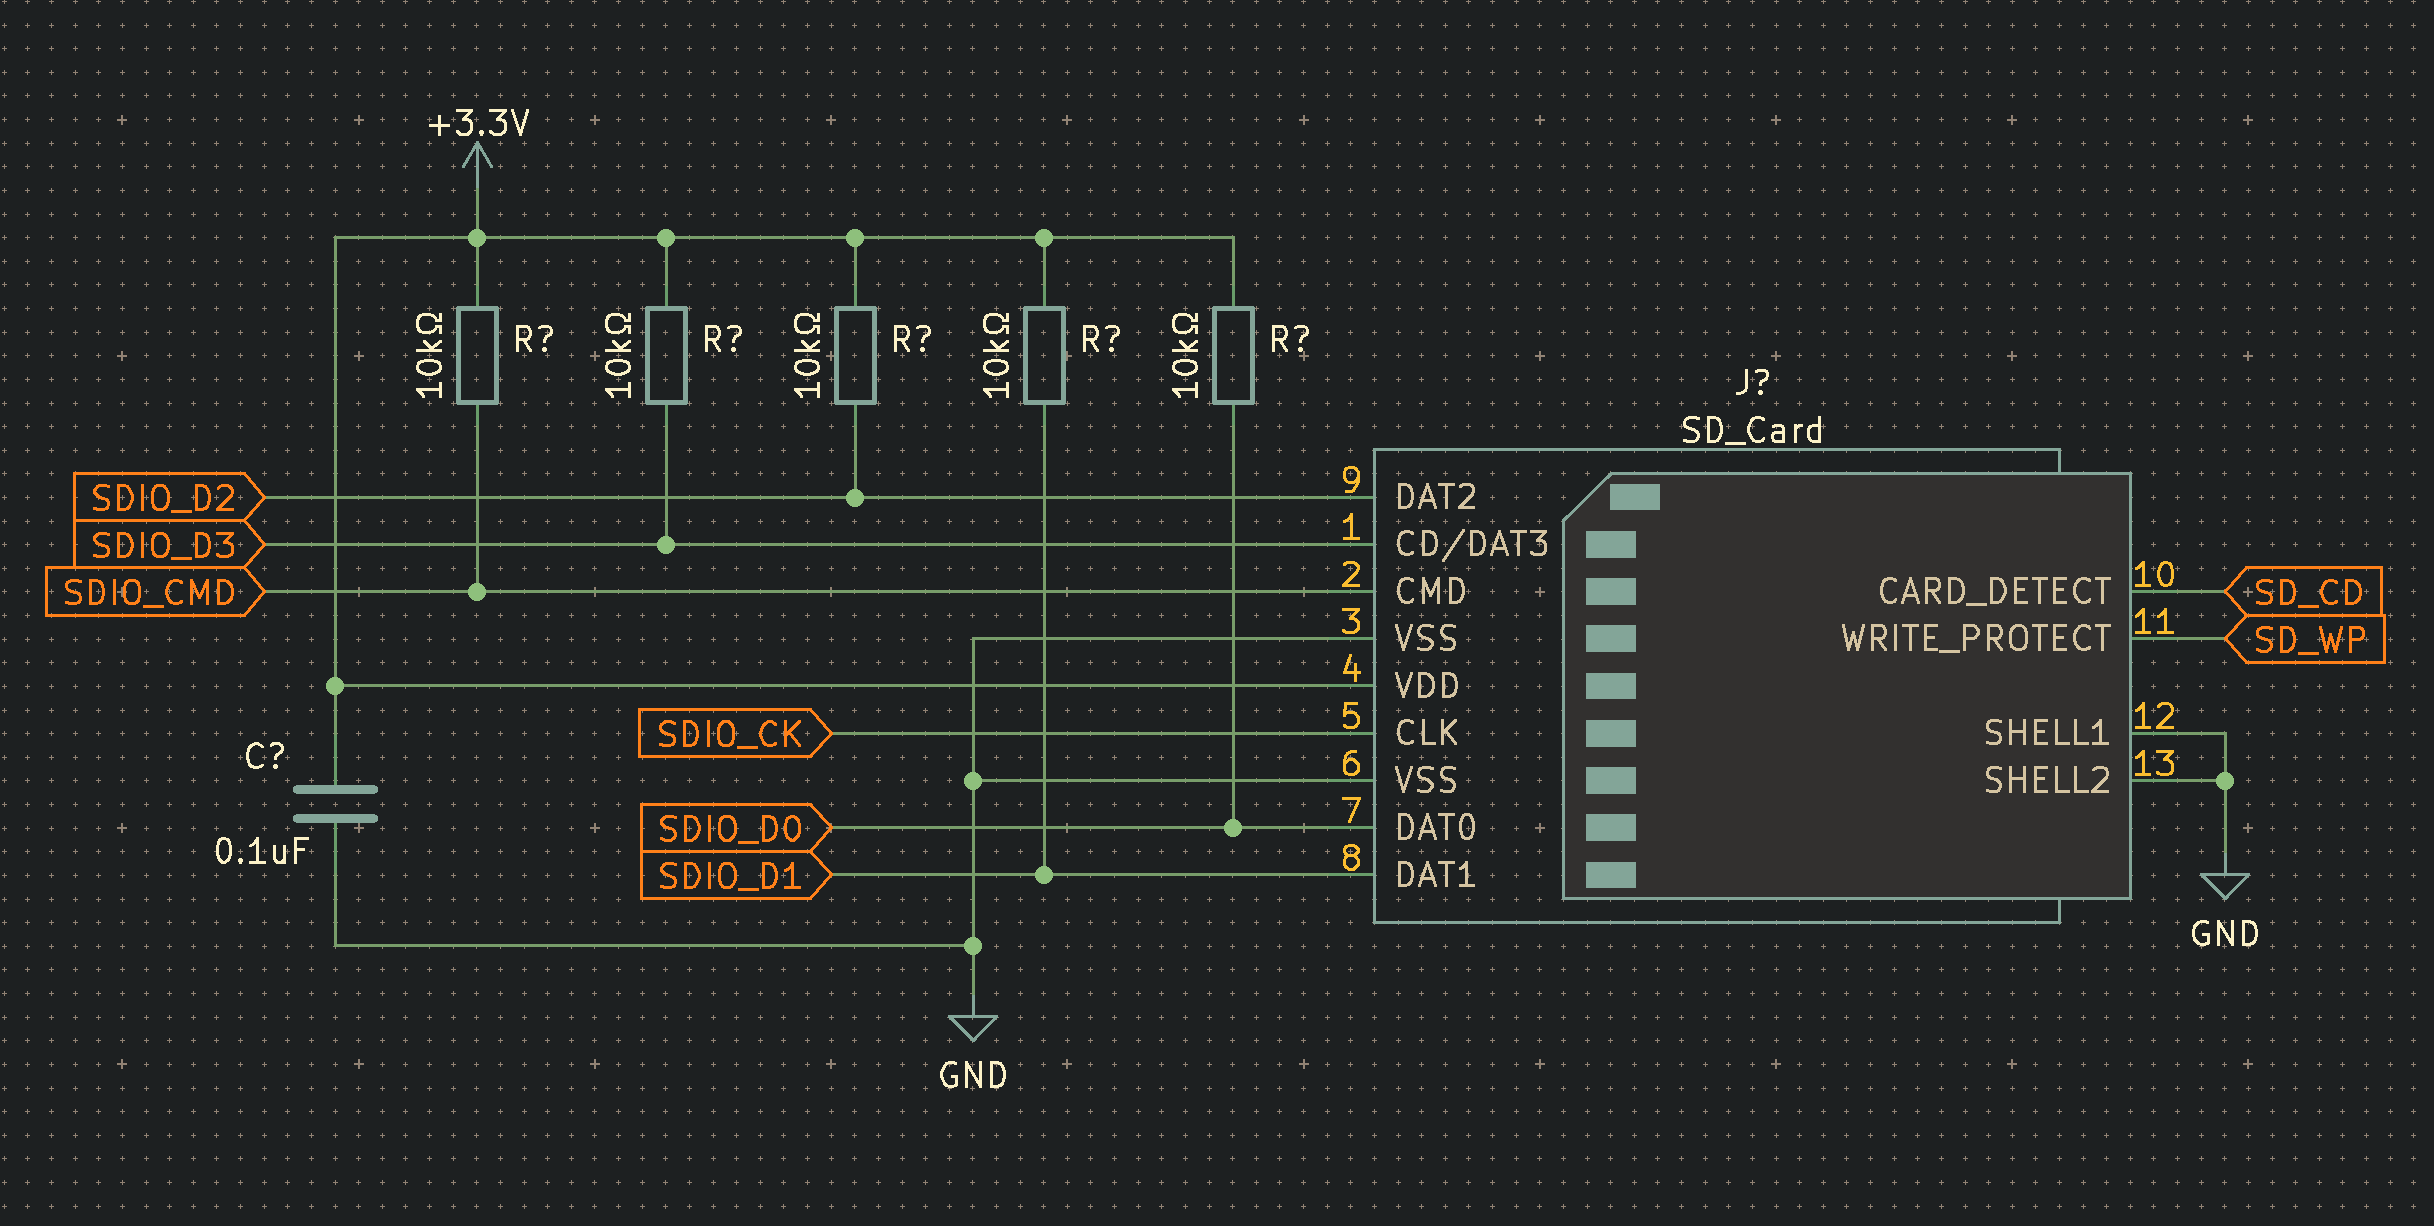 +3.3V
10kΩ R?
10kΩ R?
10kΩ R?
10kΩ R?
10kΩ R?
J?
SD_Card
SDIO_D2
SDIO_D3
SDIO_CMD
SDIO_CK
SDIO_D0
SDIO_D1
C?
0.1uF
GND
9 DAT2
1 CD/DAT3
2 CMD
3 VSS
4 VDD
5 CLK
6 VSS
7 DAT0
8 DAT1
CARD_DETECT 10 SD_CD
WRITE_PROTECT 11 SD_WP
SHELL1 12
SHELL2 13
GND